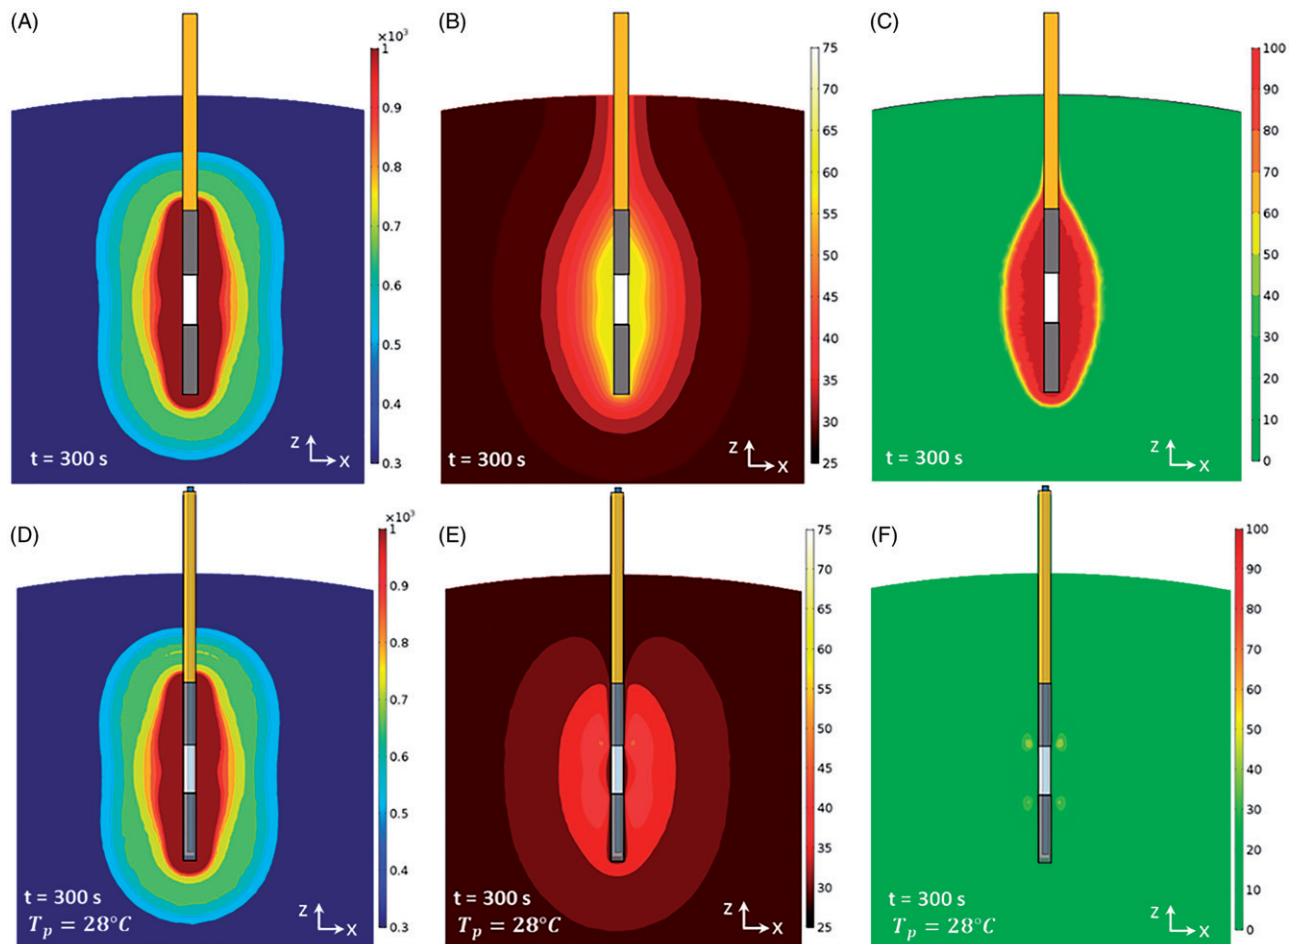 (A)
×10³
1
0.9
0.8
0.7
0.6
0.5
0.4
0.3
t = 300 s
z
x
(B)
75
70
65
60
55
50
45
40
35
30
25
t = 300 s
z
x
(C)
100
90
80
70
60
50
40
30
20
10
0
t = 300 s
z
x
(D)
×10³
1
0.9
0.8
0.7
0.6
0.5
0.4
0.3
t = 300 s
T_p = 28°C
z
x
(E)
75
70
65
60
55
50
45
40
35
30
25
t = 300 s
T_p = 28°C
z
x
(F)
100
90
80
70
60
50
40
30
20
10
0
t = 300 s
T_p = 28°C
z
x